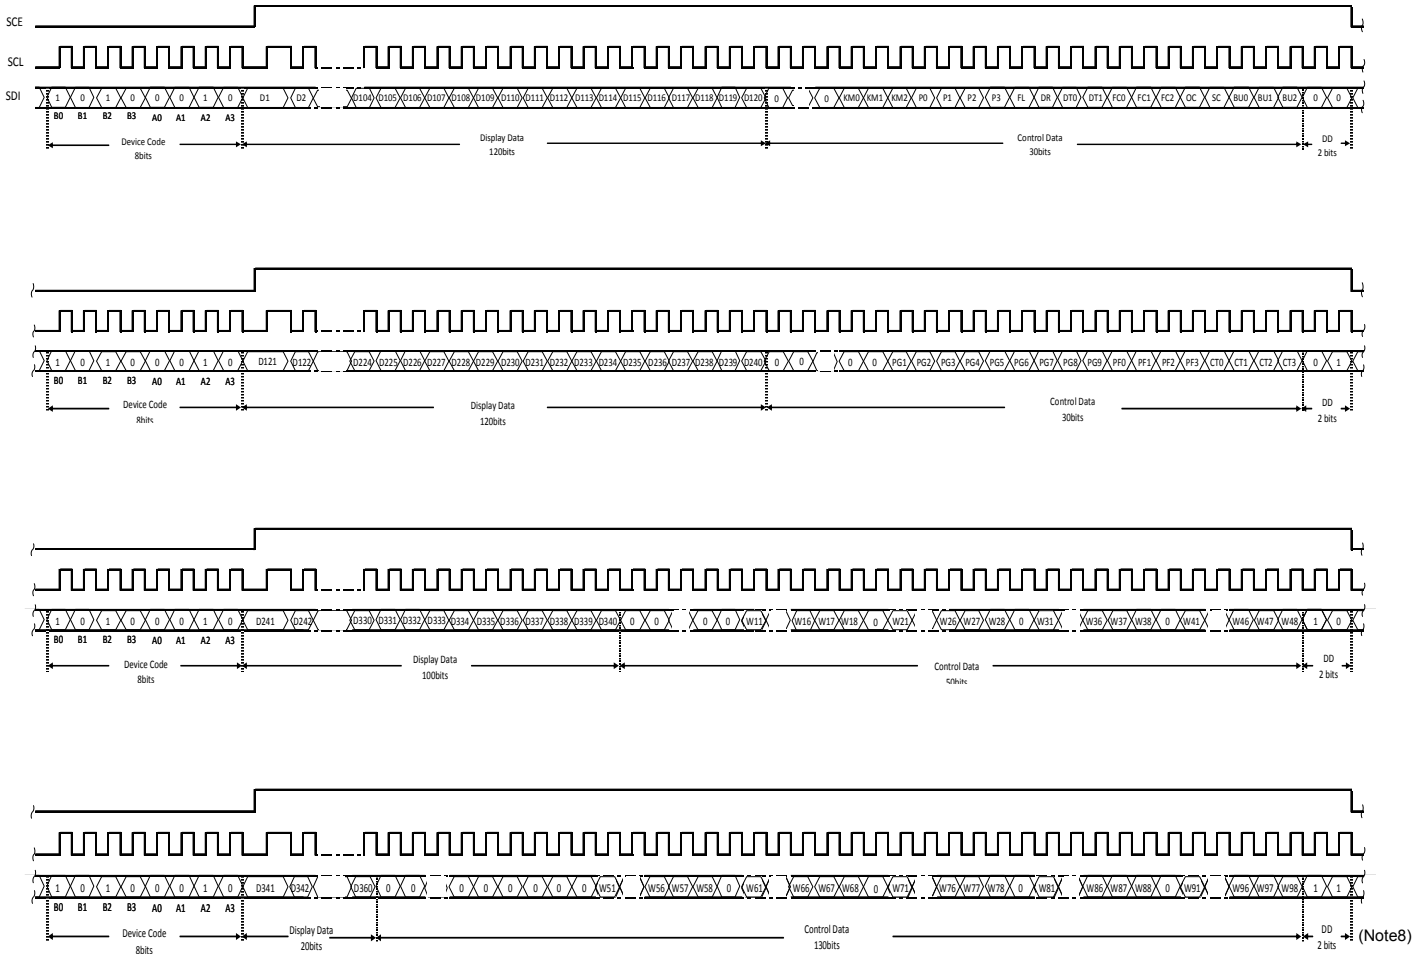 SCE
SCL
SDI
1 0 1 0 0 0 1 0 D1 D2 D104 D105 D106 D107 D108 D109 D110 D111 D112 D113 D114 D115 D116 D117 D118 D119 D120 0 0 KM0 KM1 KM2 P0 P1 P2 P3 FL DR DT0 DT1 FC0 FC1 FC2 OC SC BU0 BU1 BU2 0 0
B0 B1 B2 B3 A0 A1 A2 A3
Device Code Display Data Control Data DD
8bits 120bits 30bits 2 bits
1 0 1 0 0 0 1 0 D121 D122 D224 D225 D226 D227 D228 D229 D230 D231 D232 D233 D234 D235 D236 D237 D238 D239 D240 0 0 0 0 PG1 PG2 PG3 PG4 PG5 PG6 PG7 PG8 PG9 PF0 PF1 PF2 PF3 CT0 CT1 CT2 CT3 0 1
B0 B1 B2 B3 A0 A1 A2 A3
Device Code Display Data Control Data DD
8bits 120bits 30bits 2 bits
1 0 1 0 0 0 1 0 D241 D242 D330 D331 D332 D333 D334 D335 D336 D337 D338 D339 D340 0 0 0 0 W11 W16 W17 W18 0 W21 W26 W27 W28 0 W31 W36 W37 W38 0 W41 W46 W47 W48 1 0
B0 B1 B2 B3 A0 A1 A2 A3
Device Code Display Data Control Data DD
8bits 100bits 50bits 2 bits
1 0 1 0 0 0 1 0 D341 D342 D360 0 0 0 0 0 0 0 0 W51 W56 W57 W58 0 W61 W66 W67 W68 0 W71 W76 W77 W78 0 W81 W86 W87 W88 0 W91 W96 W97 W98 1 1
B0 B1 B2 B3 A0 A1 A2 A3
Device Code Display Data Control Data DD (Note8)
8bits 20bits 130bits 2 bits